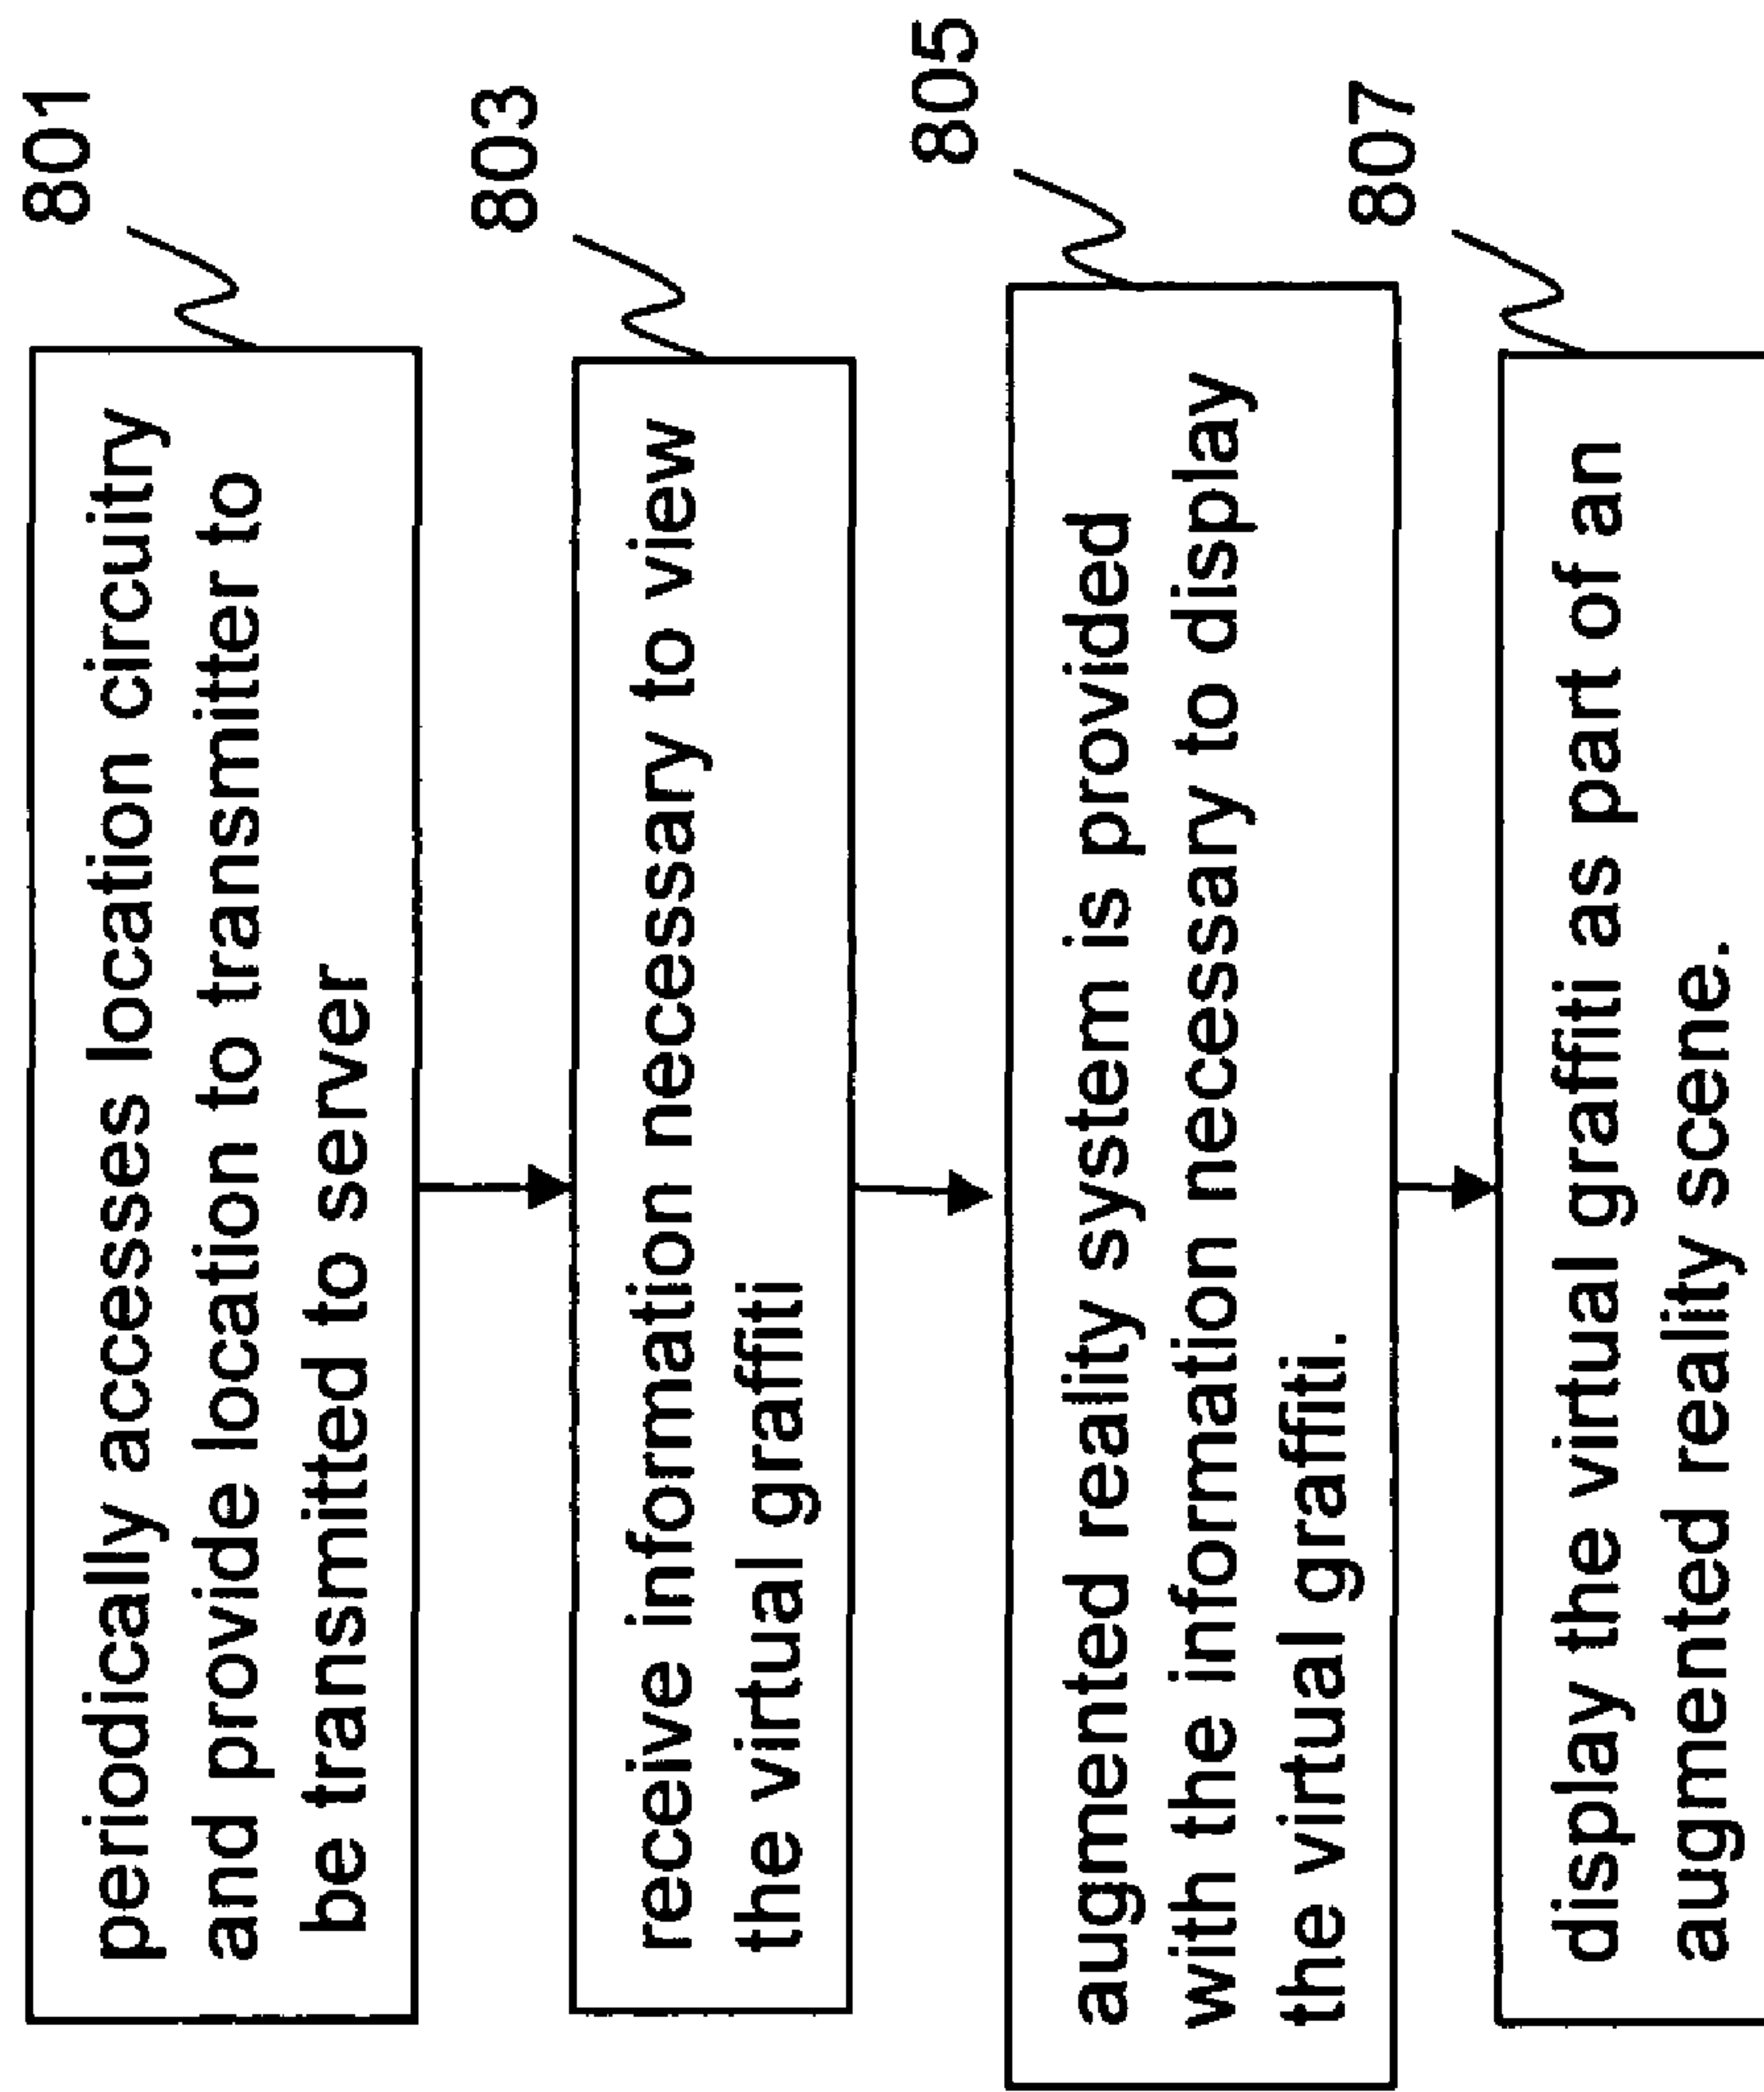 801
periodically accesses location circuitry
and provide location to transmitter to
be transmitted to server
803
receive information necessary to view
the virtual graffiti
805
augmented reality system is provided
with the information necessary to display
the virtual graffiti.
807
display the virtual graffiti as part of an
augmented reality scene.